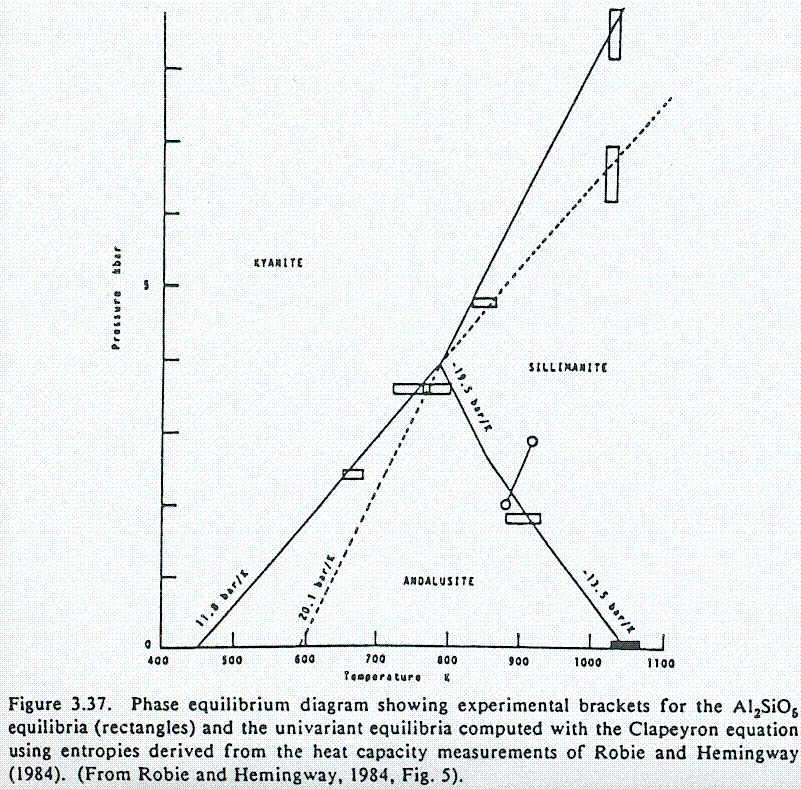 Pressure kbar
5
0
KYANITE
SILLIMANITE
ANDALUSITE
-19.5 bar/K
11.8 bar/K
20.1 bar/K
-13.5 bar/K
400 500 600 700 800 900 1000 1100
Temperature K
Figure 3.37. Phase equilibrium diagram showing experimental brackets for the Al₂SiO₅
equilibria (rectangles) and the univariant equilibria computed with the Clapeyron equation
using entropies derived from the heat capacity measurements of Robie and Hemingway
(1984). (From Robie and Hemingway, 1984, Fig. 5).